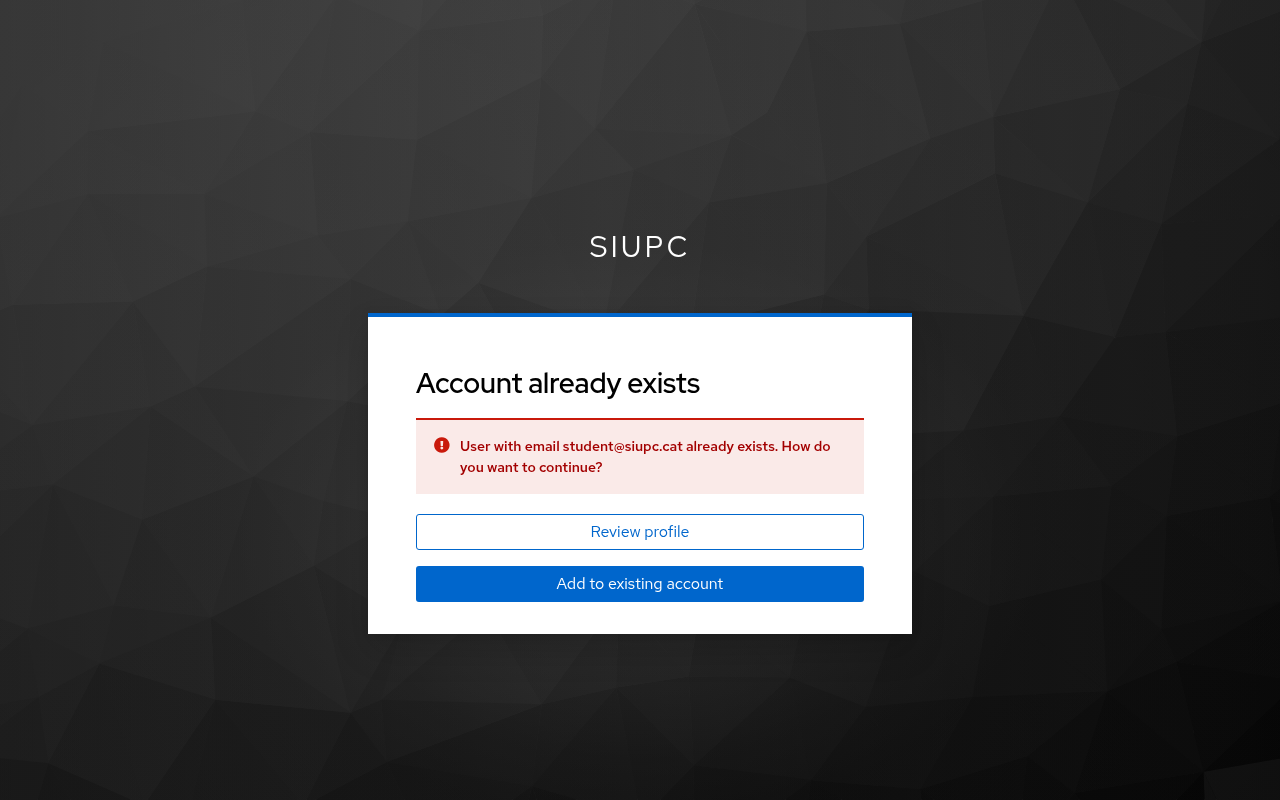 SIUPC
Account already exists
User with email student@siupc.cat already exists. How do
you want to continue?
Review profile
Add to existing account